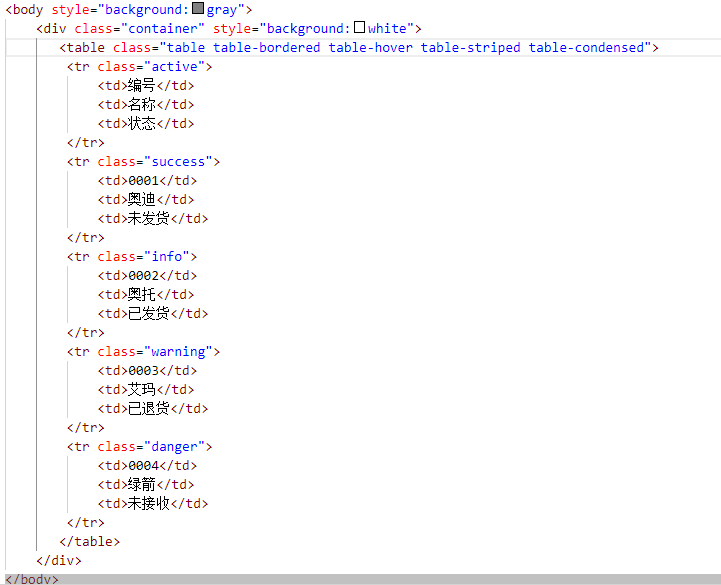 <body style="background:gray">
<div class="container" style="background:white">
<table class="table table-bordered table-hover table-striped table-condensed">
<tr class="active">
<td>编号</td>
<td>名称</td>
<td>状态</td>
</tr>
<tr class="success">
<td>0001</td>
<td>奥迪</td>
<td>未发货</td>
</tr>
<tr class="info">
<td>0002</td>
<td>奥托</td>
<td>已发货</td>
</tr>
<tr class="warning">
<td>0003</td>
<td>艾玛</td>
<td>已退货</td>
</tr>
<tr class="danger">
<td>0004</td>
<td>绿箭</td>
<td>未接收</td>
</tr>
</table>
</div>
</body>